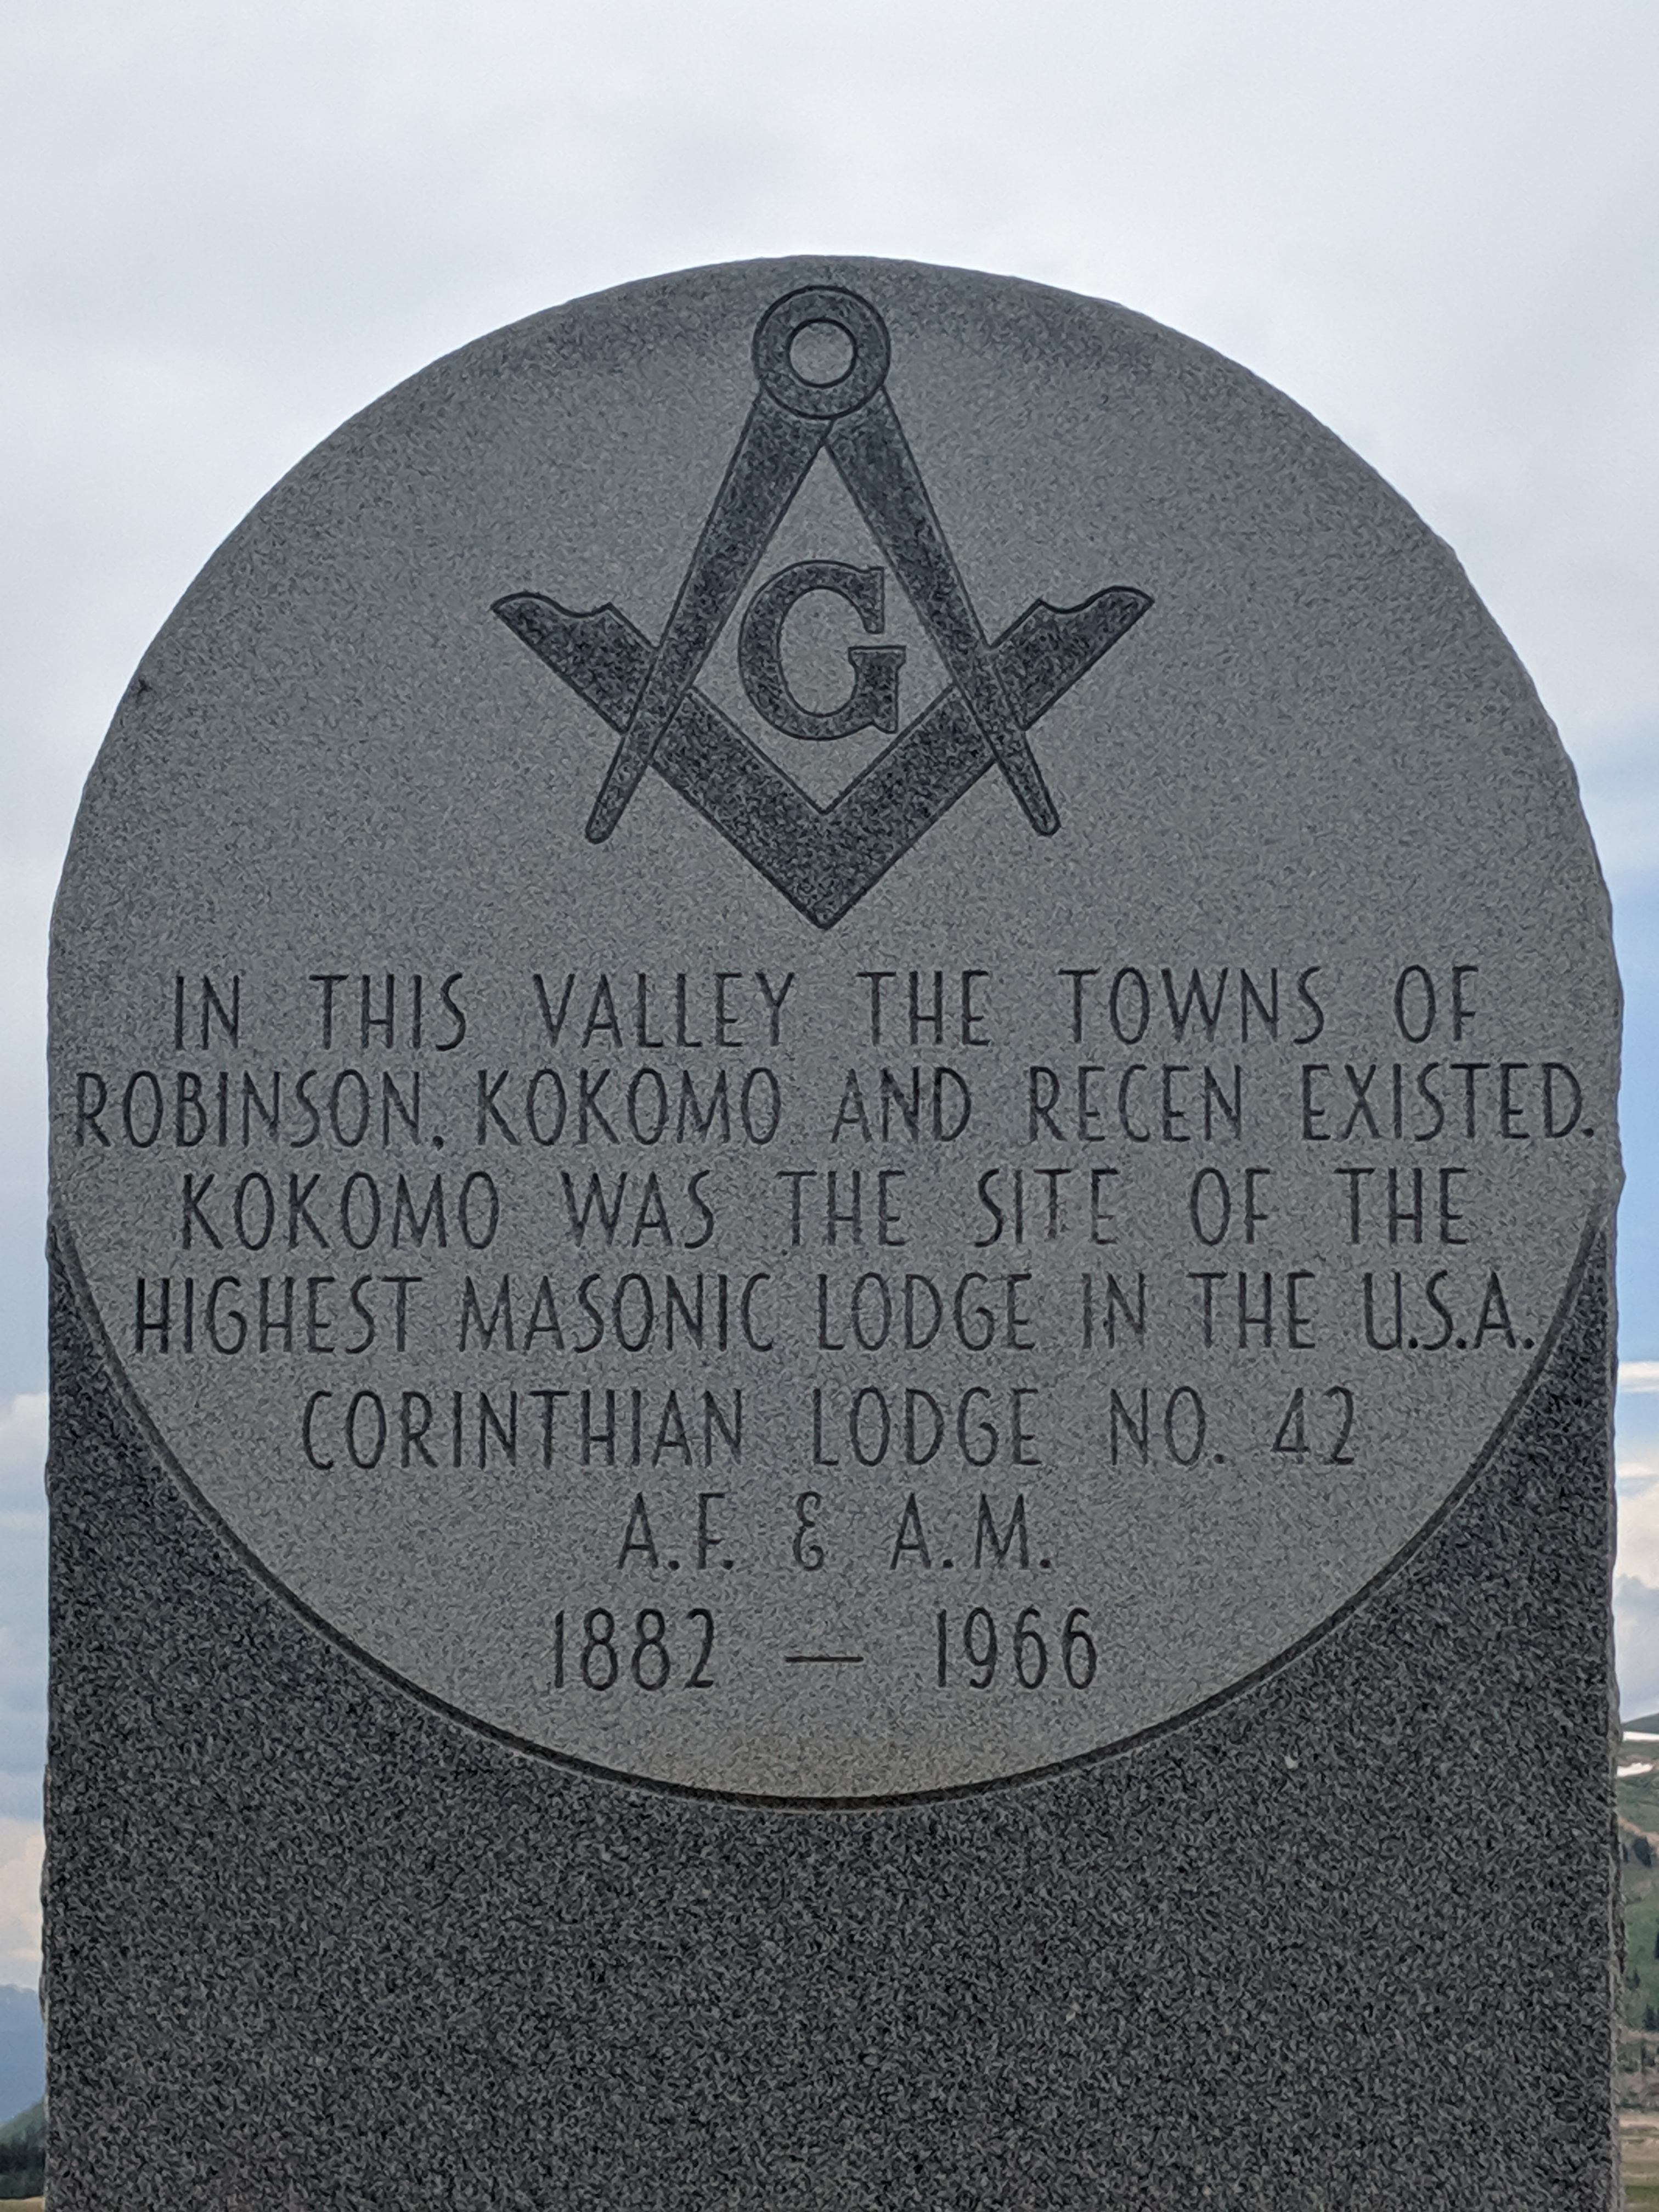 G
IN THIS VALLEY THE TOWNS OF
ROBINSON, KOKOMO AND RECEN EXISTED.
KOKOMO WAS THE SITE OF THE
HIGHEST MASONIC LODGE IN THE U.S.A.
CORINTHIAN LODGE NO. 42
A.F. & A.M.
1882 — 1966